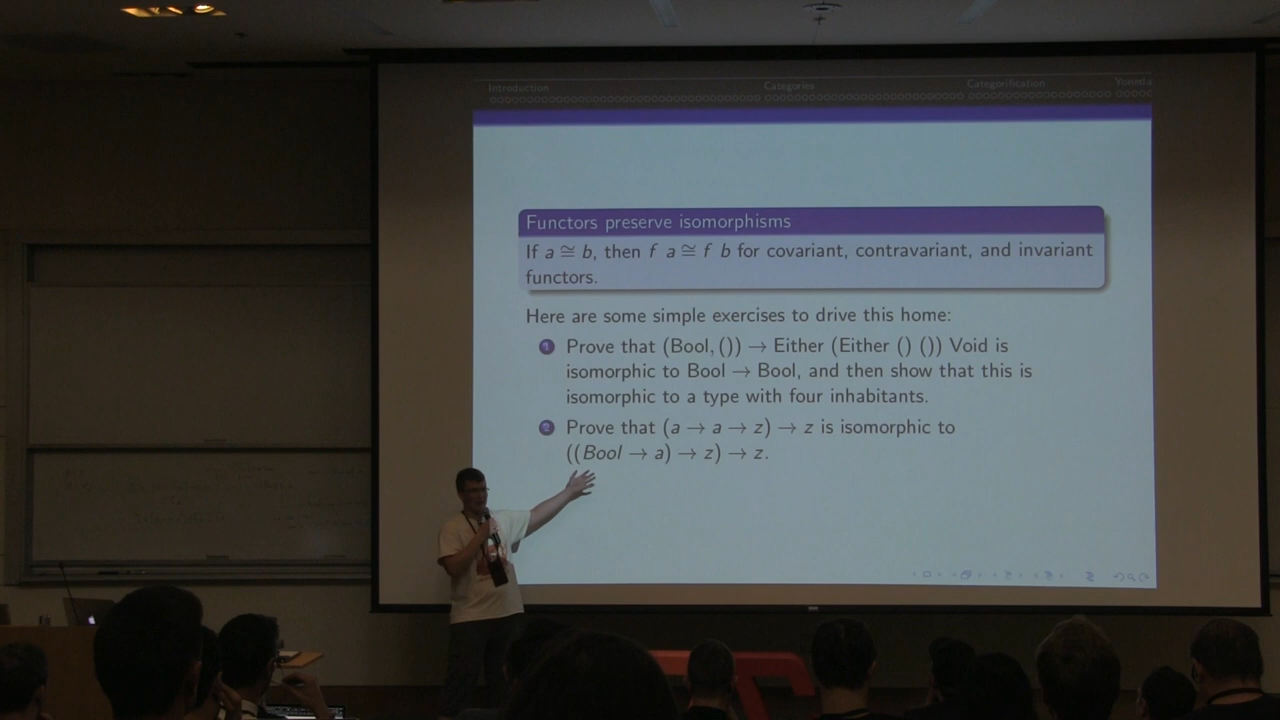 Introduction Categories Categorification Yoneda
Functors preserve isomorphisms
If a ≅ b, then f a ≅ f b for covariant, contravariant, and invariant
functors.
Here are some simple exercises to drive this home:
1 Prove that (Bool, ()) → Either (Either () ()) Void is
isomorphic to Bool → Bool, and then show that this is
isomorphic to a type with four inhabitants.
2 Prove that (a → a → z) → z is isomorphic to
((Bool → a) → z) → z.